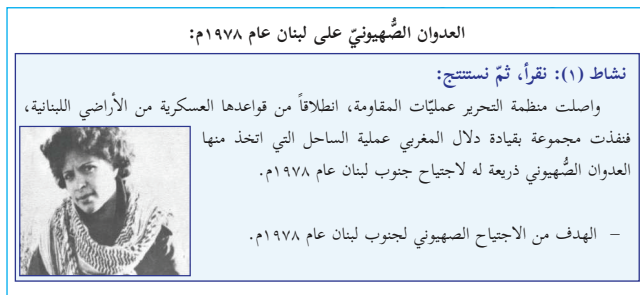 العدوان الصُّهيونيّ على لبنان عام ١٩٧٨م:
نشاط (١): نقرأ، ثمّ نستنتج:
واصلت منظمة التحرير عمليّات المقاومة، انطلاقاً من قواعدها العسكرية من الأراضي اللبنانية،
فنفذت مجموعة بقيادة دلال المغربي عملية الساحل التي اتخذ منها
العدوان الصُّهيوني ذريعة له لاجتياح جنوب لبنان عام ١٩٧٨م.
– الهدف من الاجتياح الصهيوني لجنوب لبنان عام ١٩٧٨م.